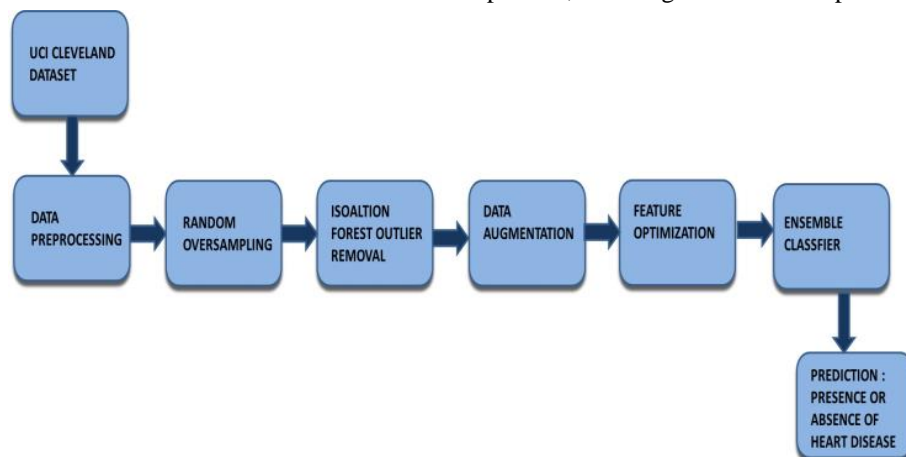 UCI CLEVELAND
DATASET
DATA
PREPROCESSING
RANDOM
OVERSAMPLING
ISOALTION
FOREST OUTLIER
REMOVAL
DATA
AUGMENTATION
FEATURE
OPTIMIZATION
ENSEMBLE
CLASSFIER
PREDICTION :
PRESENCE OR
ABSENCE OF
HEART DISEASE